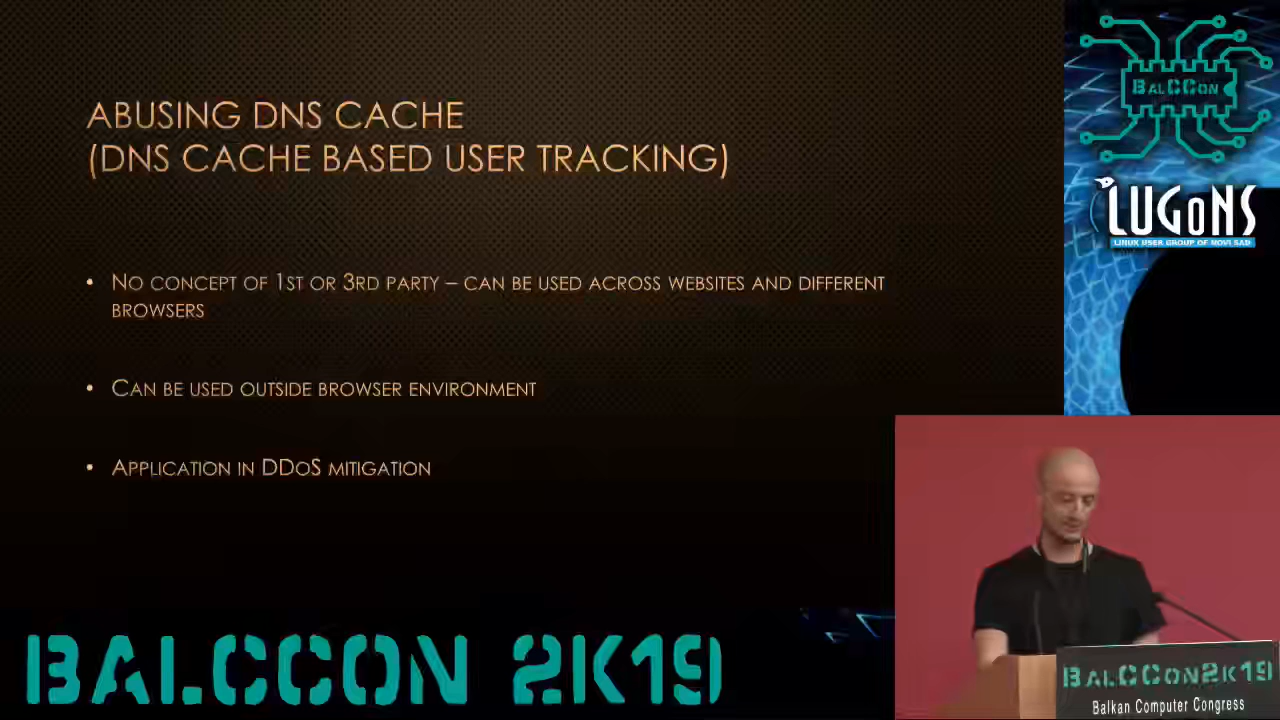 ABUSING DNS CACHE
(DNS CACHE BASED USER TRACKING)
• No concept of 1st or 3rd party – can be used across websites and different
browsers
• Can be used outside browser environment
• Application in DDoS mitigation
BALCCON
LUGoNS
LINUX USER GROUP OF NOVI SAD
BALCCON 2K19
BALCCON2K19
Balkan Computer Congress